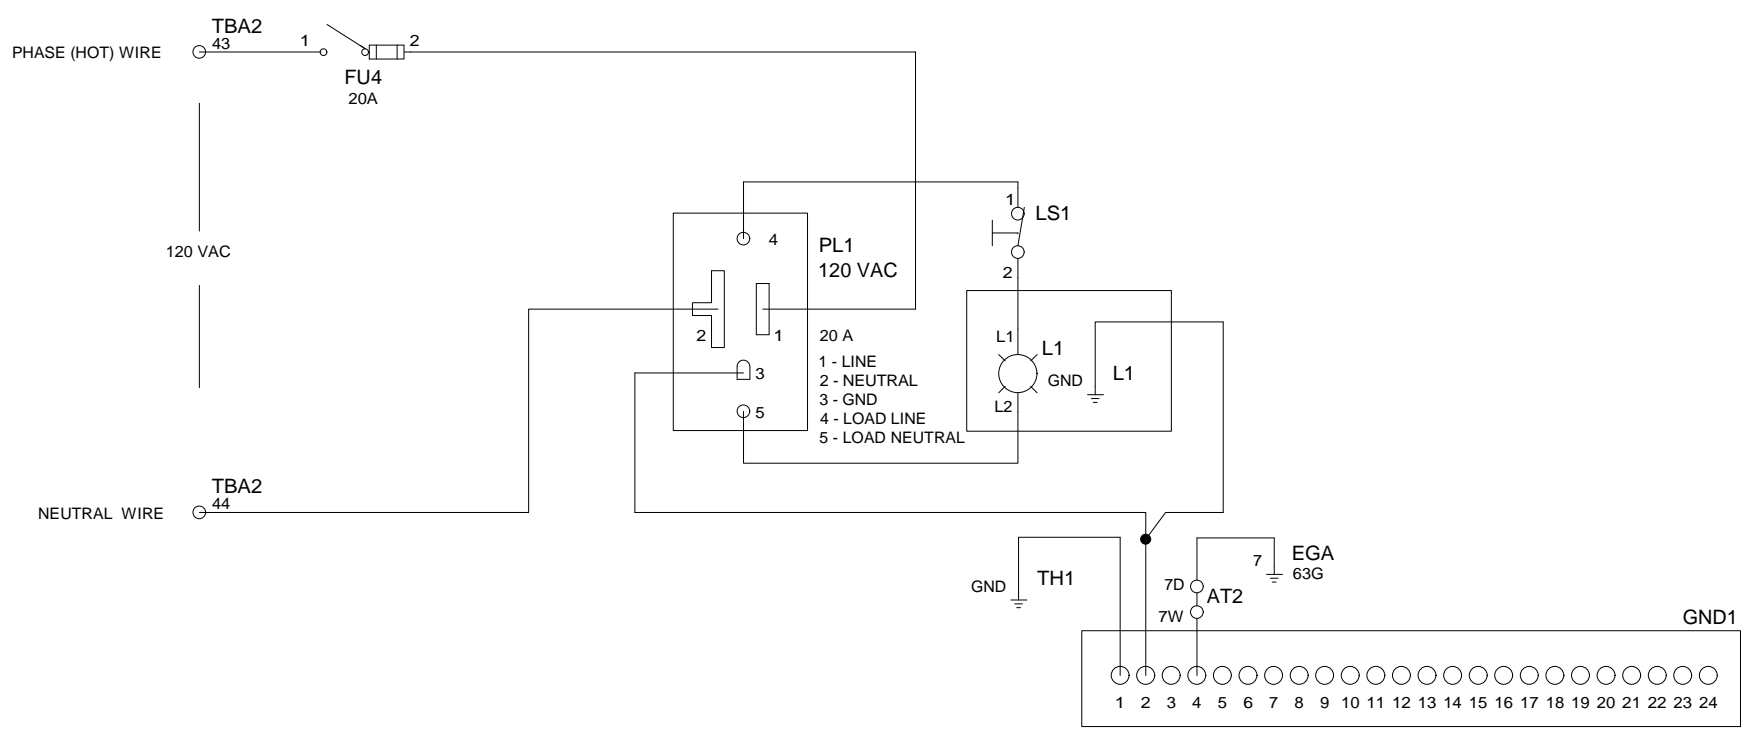 TBA2
PHASE (HOT) WIRE
43
1
2
FU4
20A
120 VAC
1
LS1
2
4
PL1
120 VAC
2
1
20 A
1 - LINE
2 - NEUTRAL
3 - GND
4 - LOAD LINE
5 - LOAD NEUTRAL
3
5
L1
L1
GND
L1
L2
TBA2
44
NEUTRAL WIRE
GND
TH1
7
EGA
63G
7D
AT2
7W
GND1
1 2 3 4 5 6 7 8 9 10 11 12 13 14 15 16 17 18 19 20 21 22 23 24